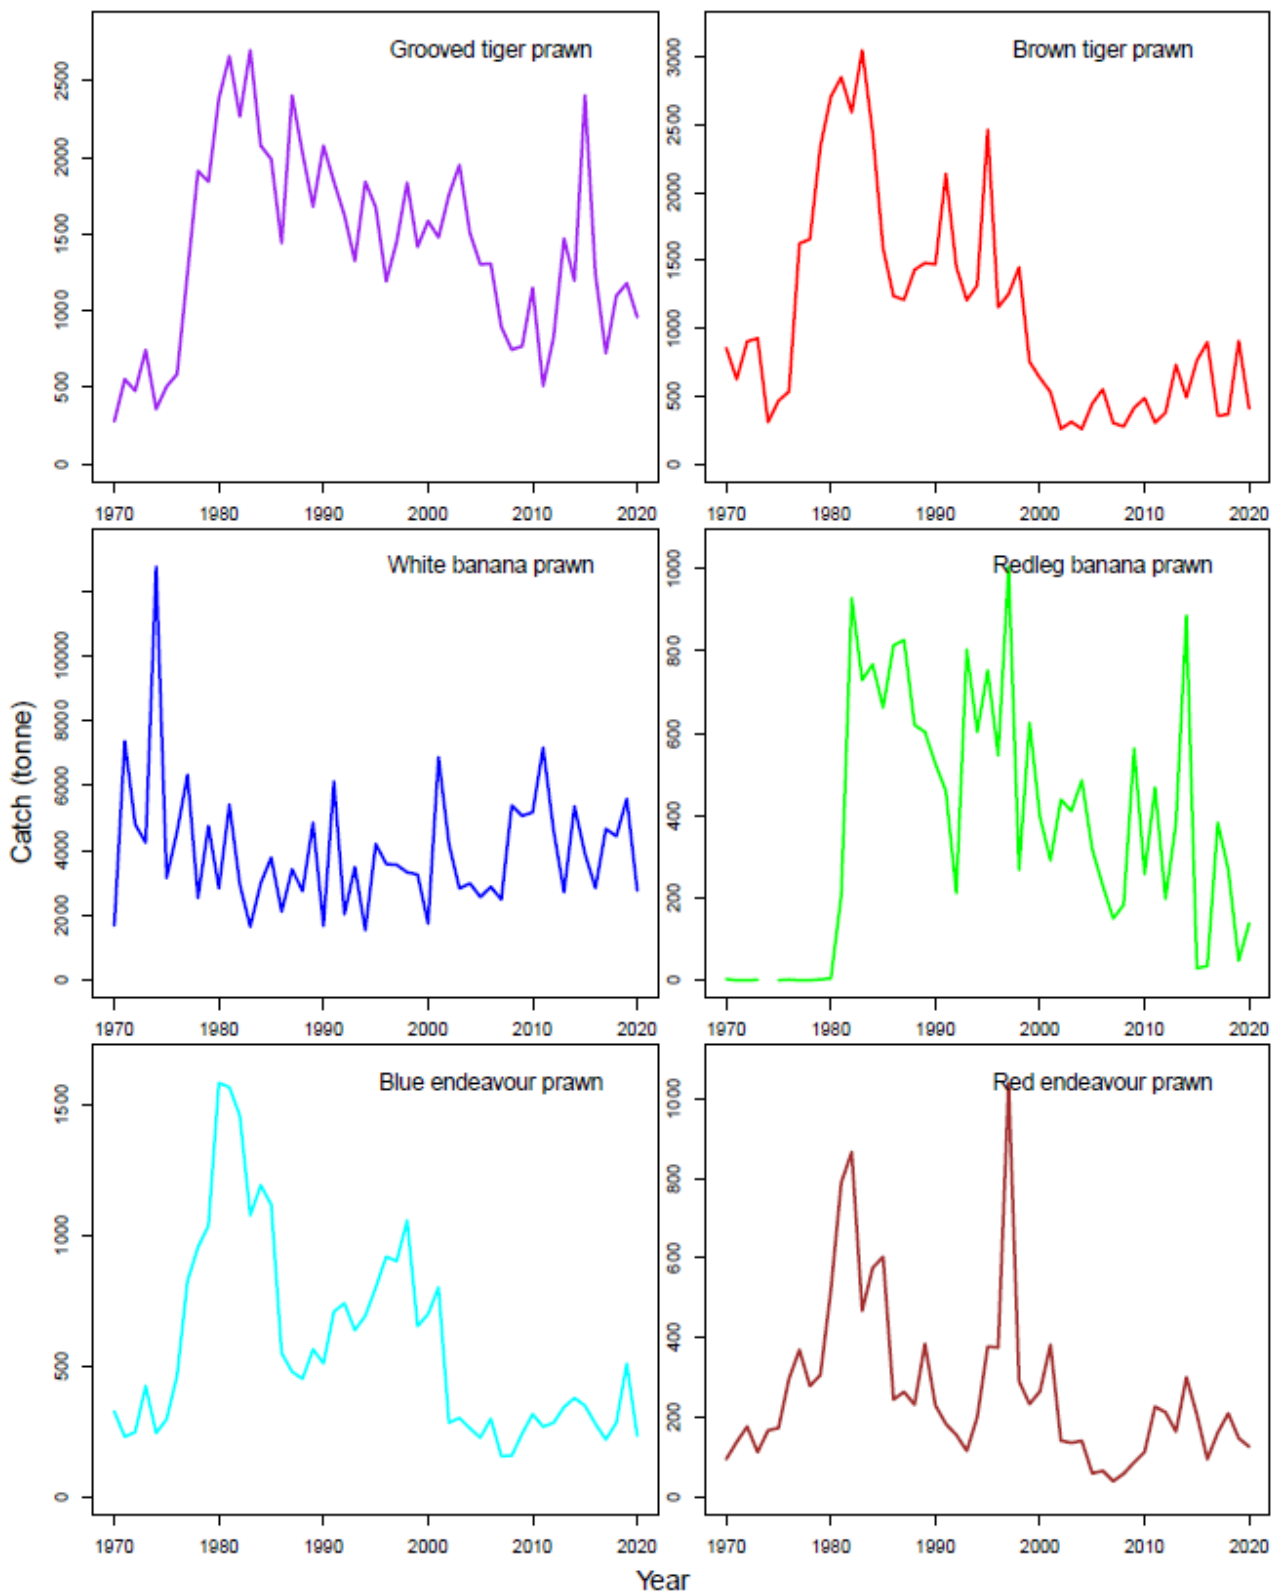 Grooved tiger prawn
0 500 1000 1500 2000 2500
1970 1980 1990 2000 2010 2020
Brown tiger prawn
0 500 1000 1500 2000 2500 3000
1970 1980 1990 2000 2010 2020
White banana prawn
0 2000 4000 6000 8000 10000
1970 1980 1990 2000 2010 2020
Redleg banana prawn
0 200 400 600 800 1000
1970 1980 1990 2000 2010 2020
Blue endeavour prawn
0 500 1000 1500
1970 1980 1990 2000 2010 2020
Red endeavour prawn
0 200 400 600 800 1000
1970 1980 1990 2000 2010 2020
Catch (tonne)
Year